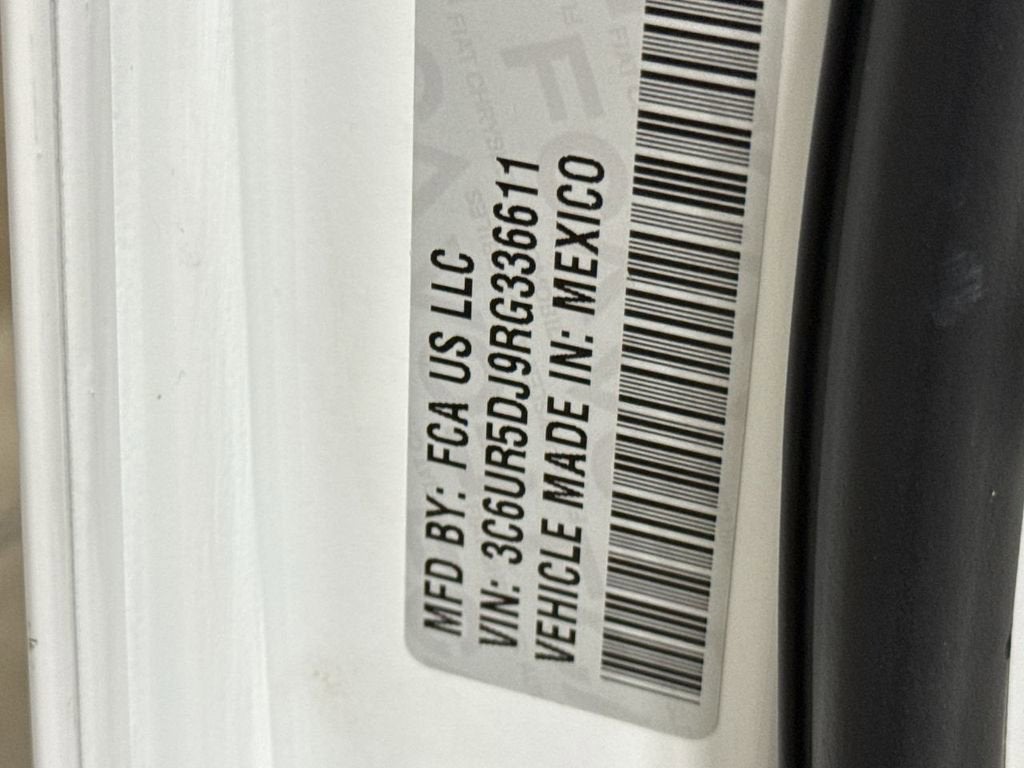 MFD BY: FCA US LLC
VIN: 3C6UR5DJ9RG336611
VEHICLE MADE IN: MEXICO